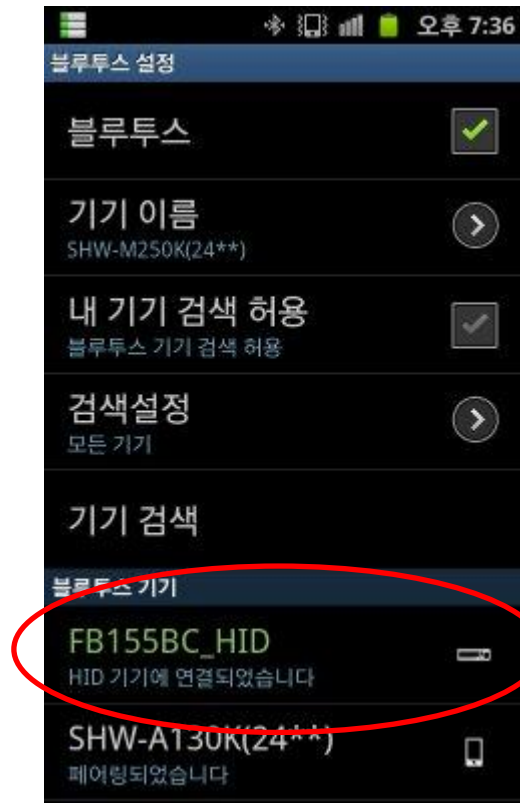 오후 7:36
블루투스 설정
블루투스
기기 이름
SHW-M250K(24**)
내 기기 검색 허용
블루투스 기기 검색 허용
검색설정
모든 기기
기기 검색
블루투스 기기
FB155BC_HID
HID 기기에 연결되었습니다
SHW-A130K(24**)
페어링되었습니다